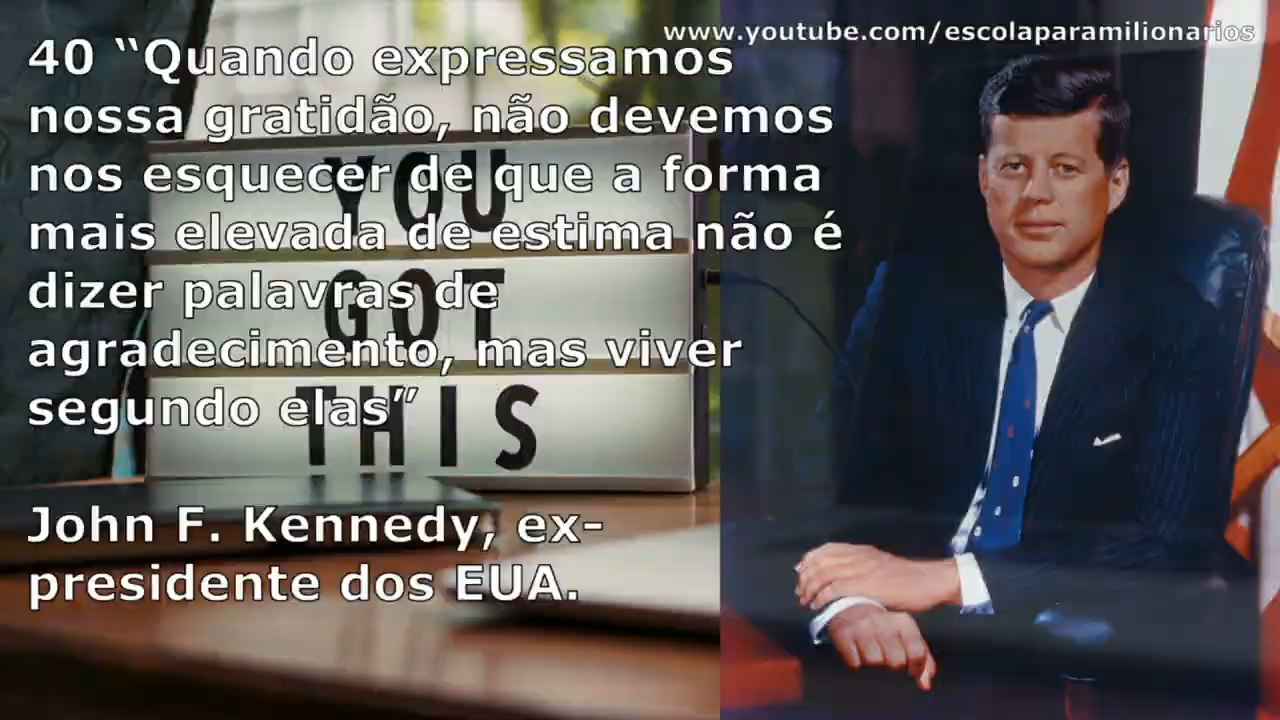 www.youtube.com/escolaparamilionarios
40 “Quando expressamos
nossa gratidão, não devemos
nos esquecer de que a forma
mais elevada de estima não é
dizer palavras de
agradecimento, mas viver
segundo elas”
John F. Kennedy, ex-
presidente dos EUA.
YOU
GOT
THIS